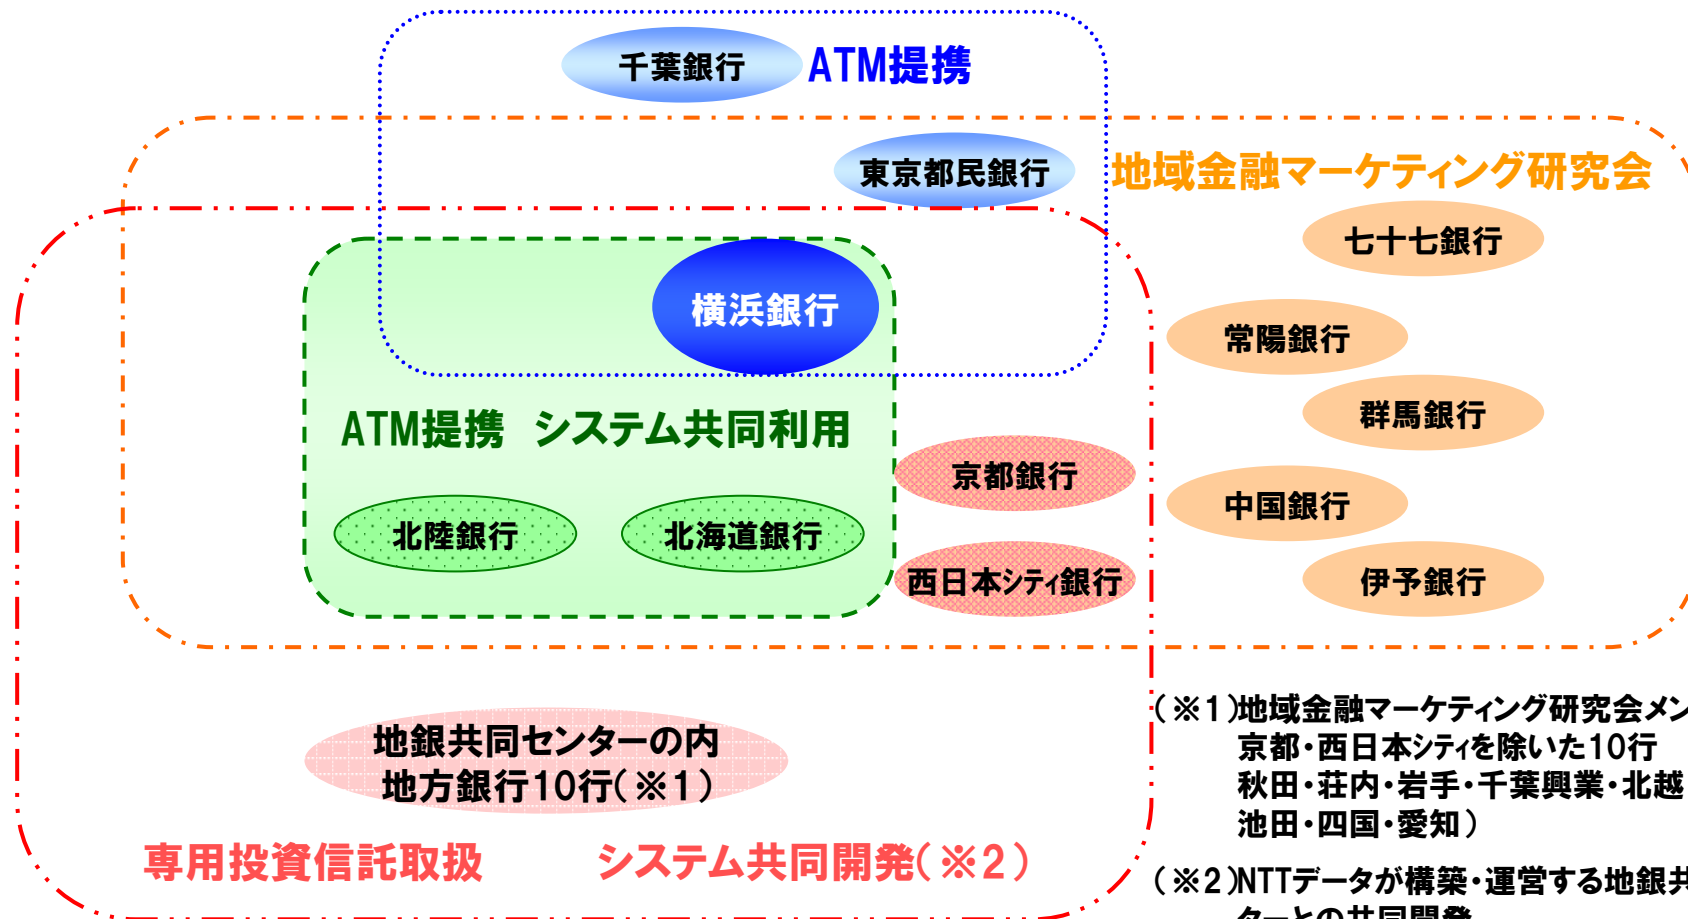 千葉銀行
ATM提携
東京都民銀行
地域金融マーケティング研究会
七十七銀行
横浜銀行
常陽銀行
ATM提携 システム共同利用
群馬銀行
京都銀行
中国銀行
北陸銀行
北海道銀行
西日本シティ銀行
伊予銀行
地銀共同センターの内
地方銀行10行(※1)
専用投資信託取扱
システム共同開発(※2)
(※1)地域金融マーケティング研究会メン
京都・西日本シティを除いた10行
秋田・荘内・岩手・千葉興業・北越
池田・四国・愛知)
(※2)NTTデータが構築・運営する地銀共
ターとの共同開発